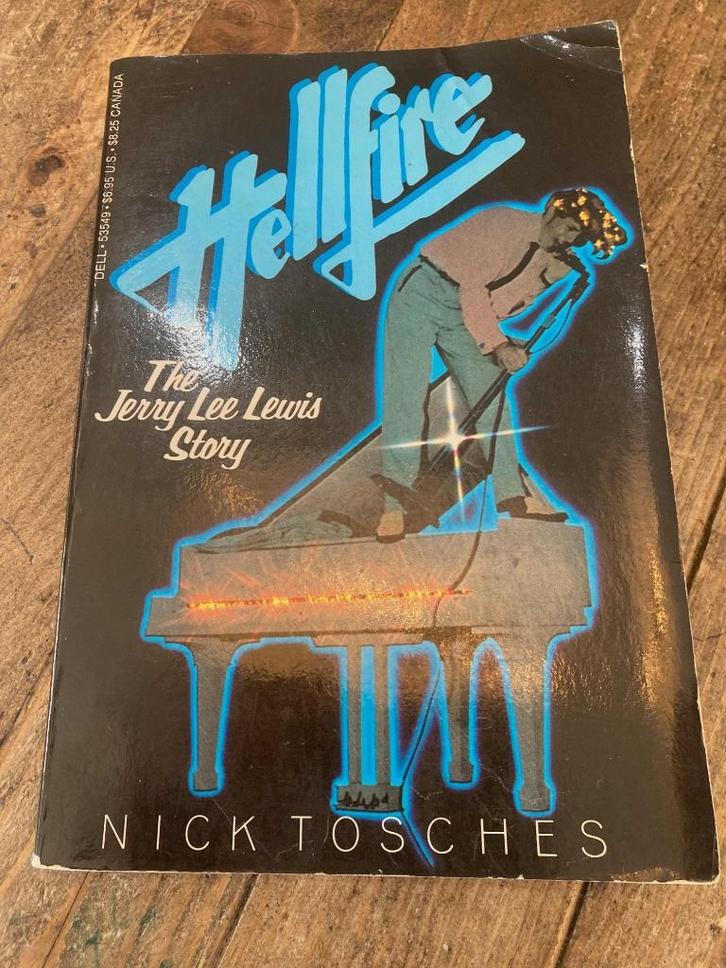 DELL • 53549 • $6.95 U.S. • $8.25 CANADA
Hellfire
The
Jerry Lee Lewis
Story
NICK TOSCHES